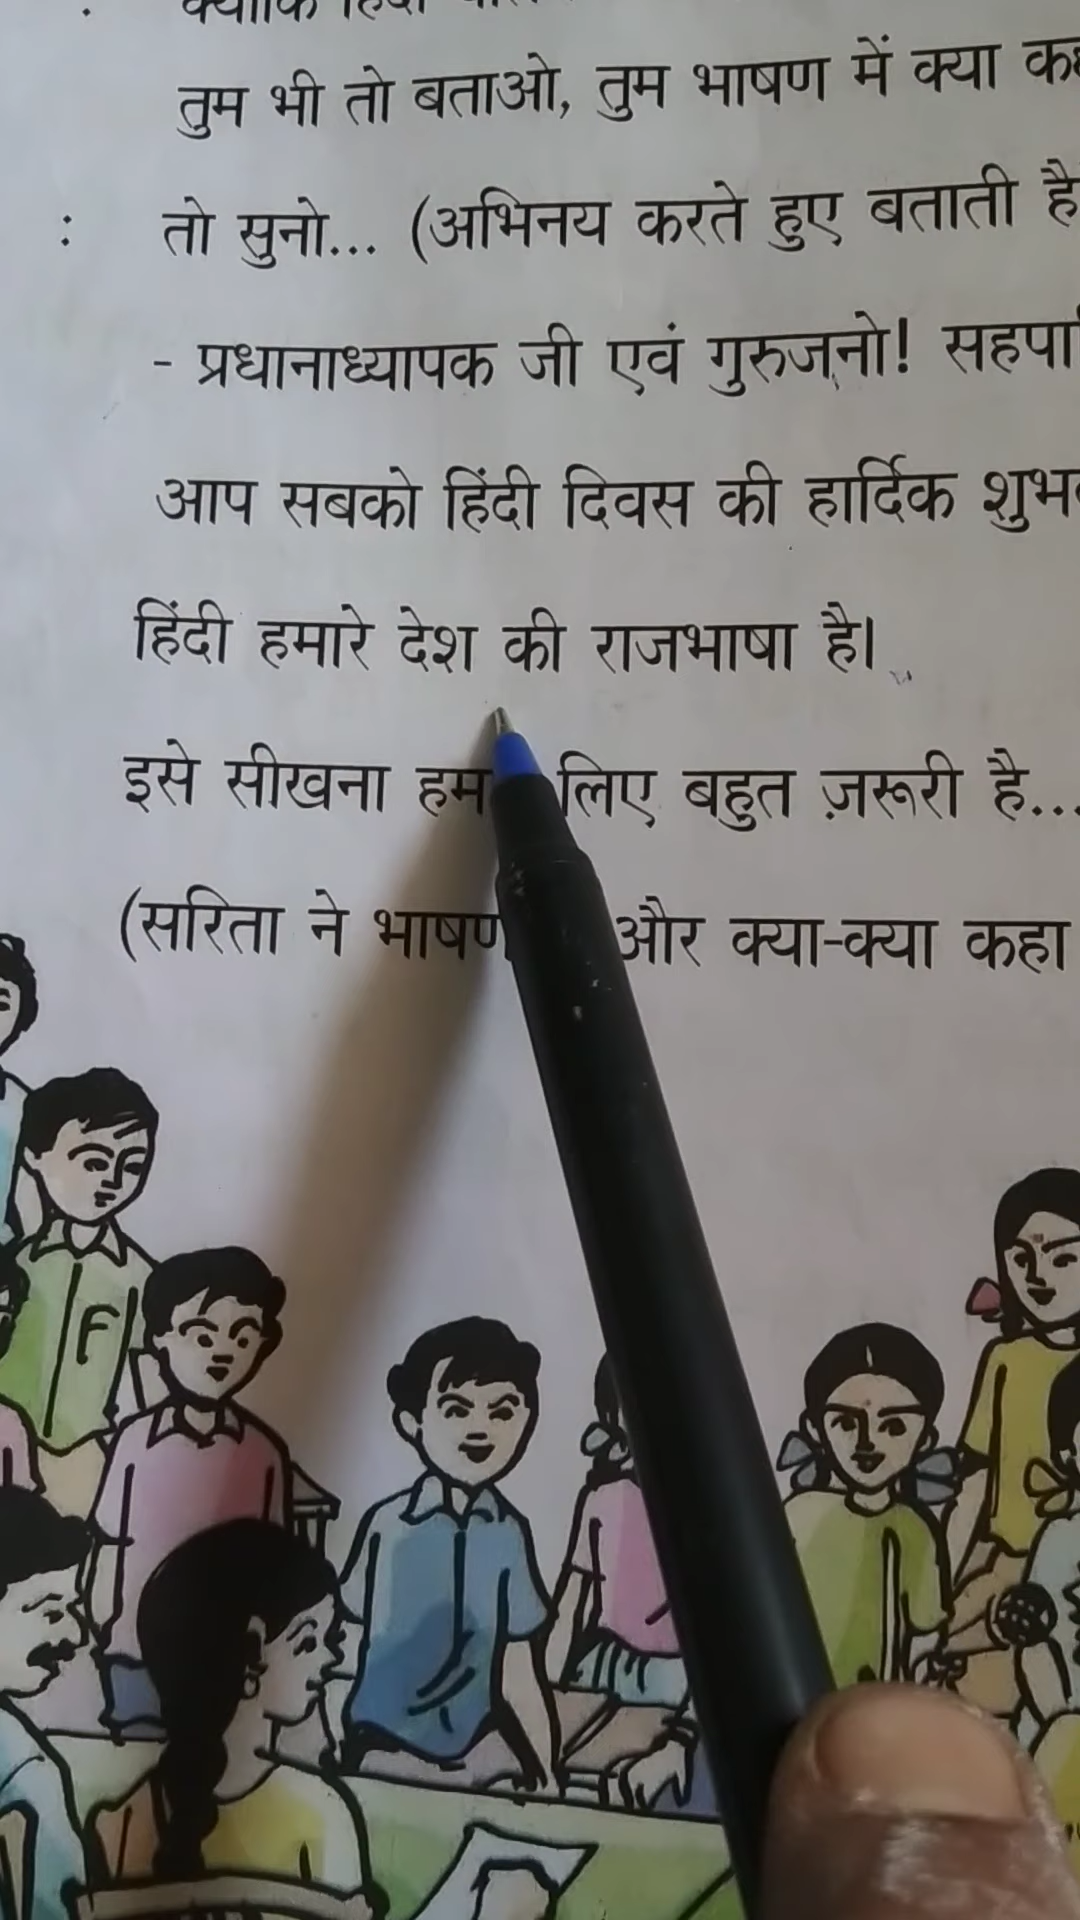 :
तुम भी तो बताओ, तुम भाषण में क्या
: तो सुनो... (अभिनय करते हुए बताती है
- प्रधानाध्यापक जी एवं गुरुजनो!
आप सबको हिंदी दिवस की हार्दिक
हिंदी हमारे देश की राजभाषा है।
इसे सीखना लिए बहुत ज़रूरी है...
(सरिता ने भाषण और क्या-क्या कहा
F